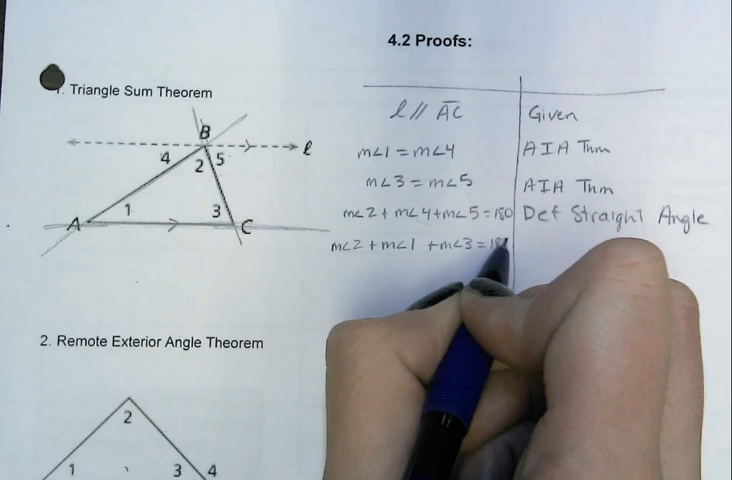 4.2 Proofs:
1. Triangle Sum Theorem
l // AC Given
m∠1 = m∠4 AIA Thm
m∠3 = m∠5 AIA Thm
m∠2 + m∠4 + m∠5 = 180 Def Straight Angle
m∠2 + m∠1 + m∠3 = 18
B
l
4
2
5
1
3
A
C
2. Remote Exterior Angle Theorem
2
1
3
4